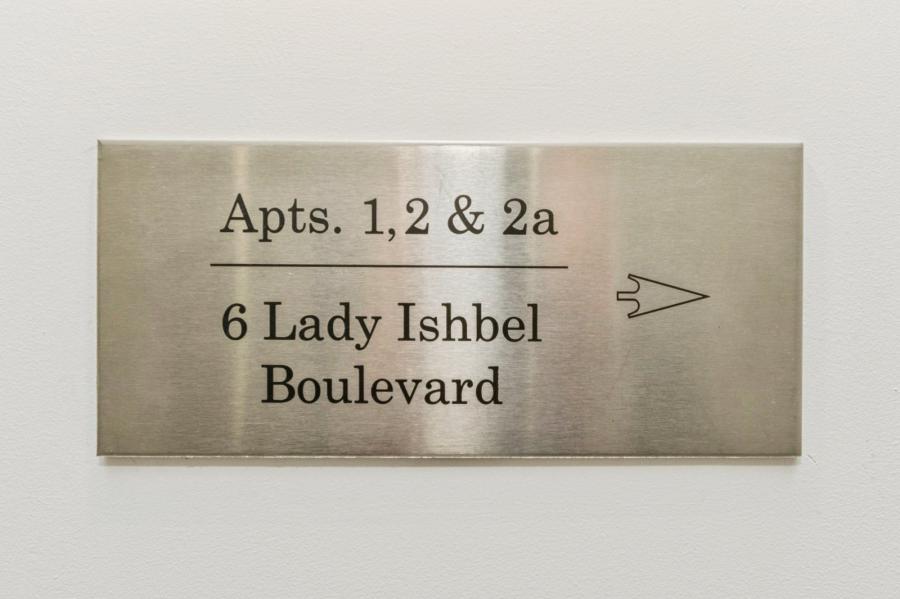 Apts. 1,2 & 2a
6 Lady Ishbel
Boulevard